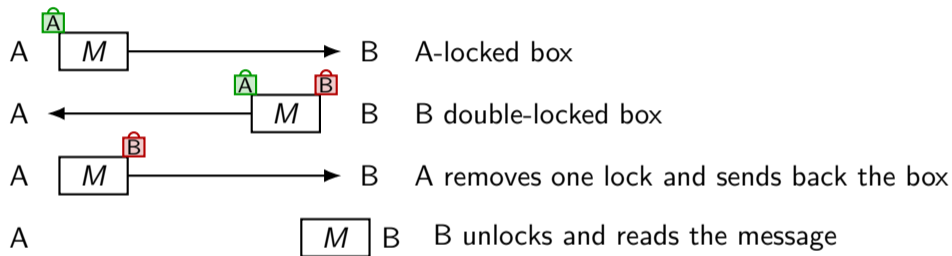 A
A M B A-locked box
A B
A M B B double-locked box
B
A M B A removes one lock and sends back the box
A M B B unlocks and reads the message